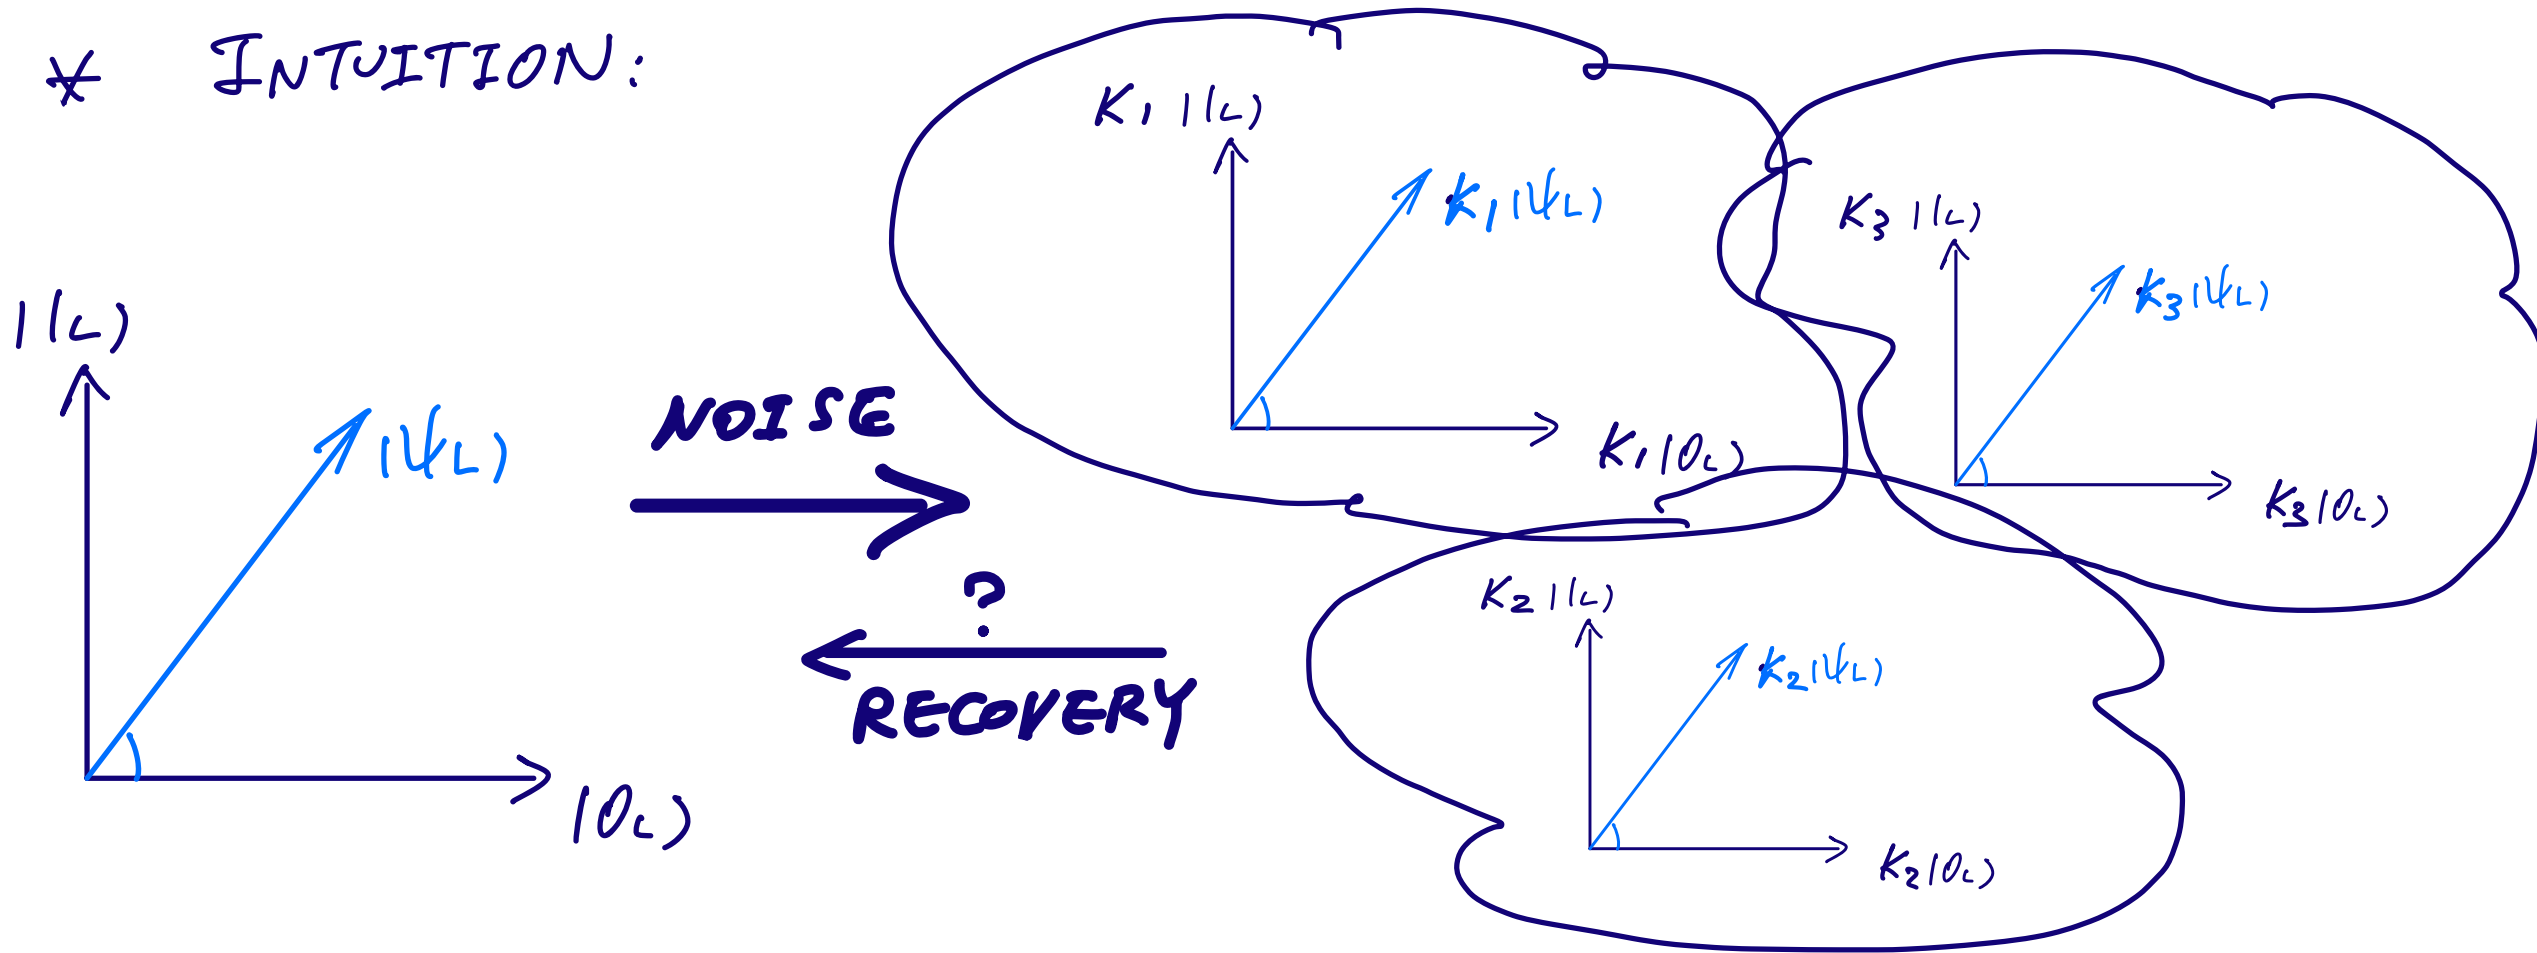 * INTUITION:
|1L⟩
|ψL⟩
|0L⟩
NOISE
?
RECOVERY
K1|1L⟩
K1|ψL⟩
K1|0L⟩
K3|1L⟩
K3|ψL⟩
K3|0L⟩
K2|1L⟩
K2|ψL⟩
K2|0L⟩